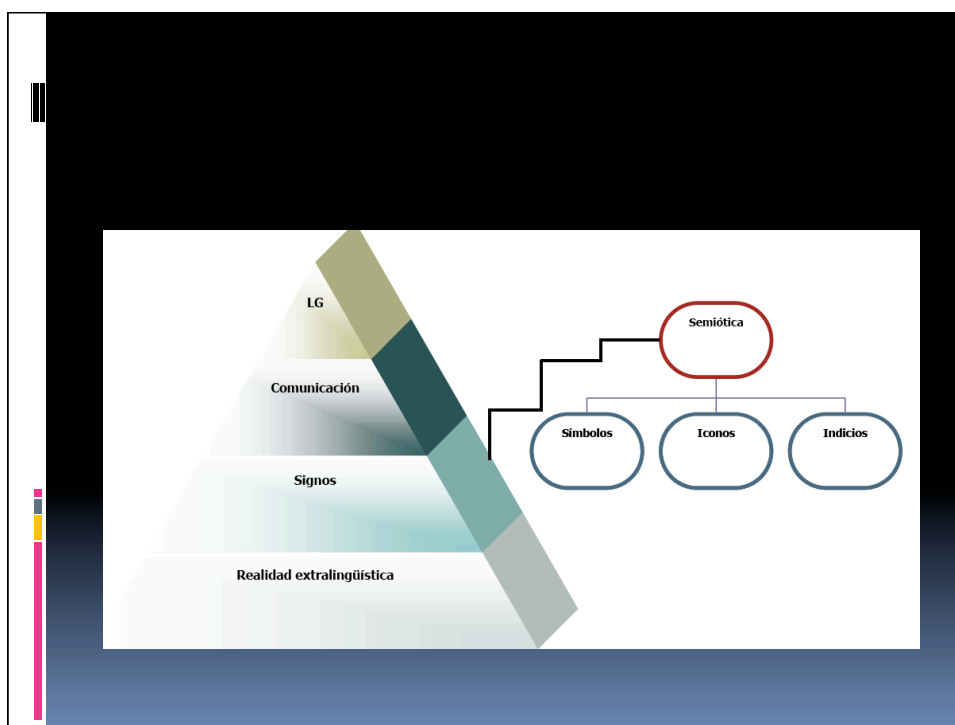 LG
Comunicación
Signos
Realidad extralingüística
Semiótica
Símbolos
Iconos
Indicios